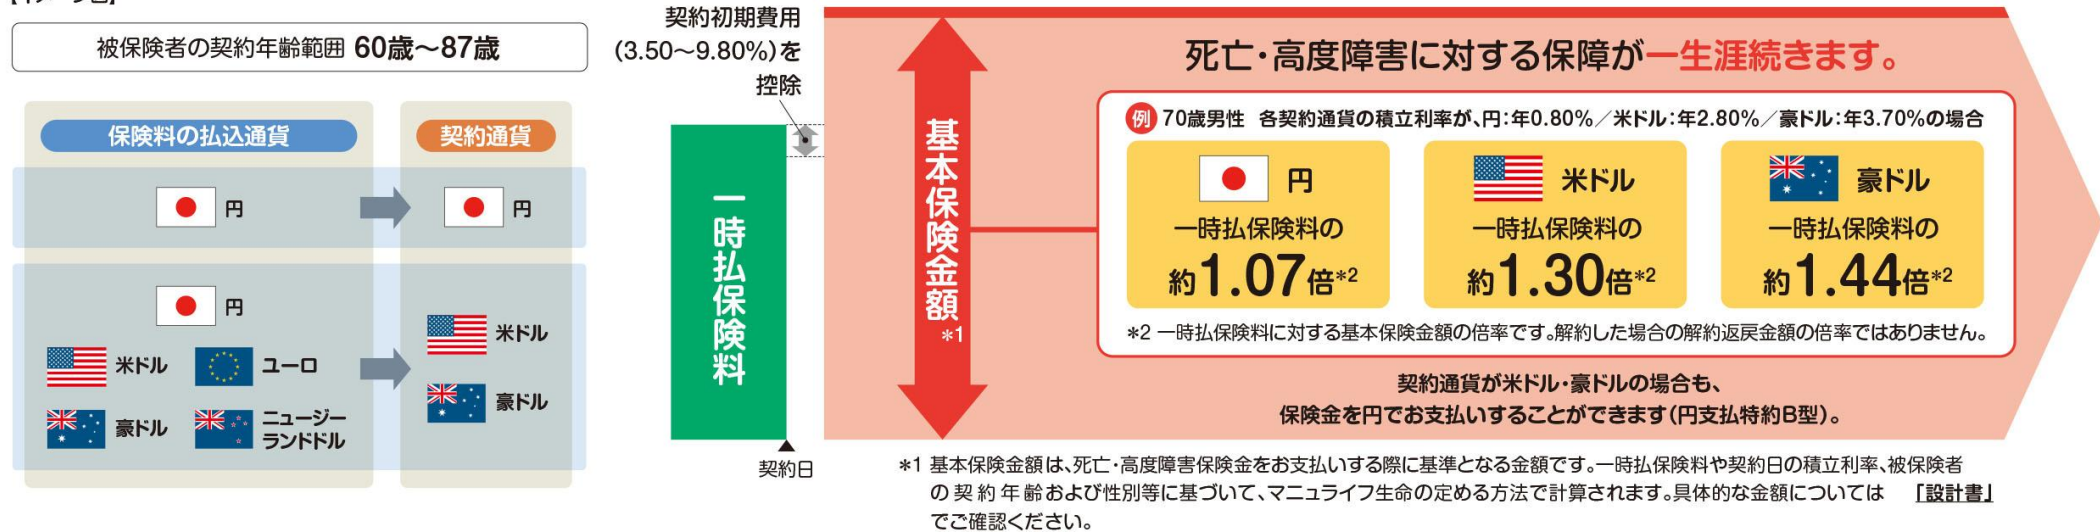 被保険者の契約年齢範囲 60歳～87歳
保険料の払込通貨
契約通貨
円
円
円
米ドル
ユーロ
豪ドル
ニュージー
ランドドル
米ドル
豪ドル
契約初期費用
(3.50～9.80%)を
控除
一時払保険料
契約日
基本保険金額*1
死亡・高度障害に対する保障が一生涯続きます。
例 70歳男性 各契約通貨の積立利率が、円：年0.80%／米ドル：年2.80%／豪ドル：年3.70%の場合
円
一時払保険料の
約1.07倍*2
米ドル
一時払保険料の
約1.30倍*2
豪ドル
一時払保険料の
約1.44倍*2
*2 一時払保険料に対する基本保険金額の倍率です。解約した場合の解約返戻金額の倍率ではありません。
契約通貨が米ドル・豪ドルの場合も、
保険金を円でお支払いすることができます(円支払特約B型)。
*1 基本保険金額は、死亡・高度障害保険金をお支払いする際に基準となる金額です。一時払保険料や契約日の積立利率、被保険者
の契約年齢および性別等に基づいて、マニュライフ生命の定める方法で計算されます。具体的な金額については 「設計書」
でご確認ください。